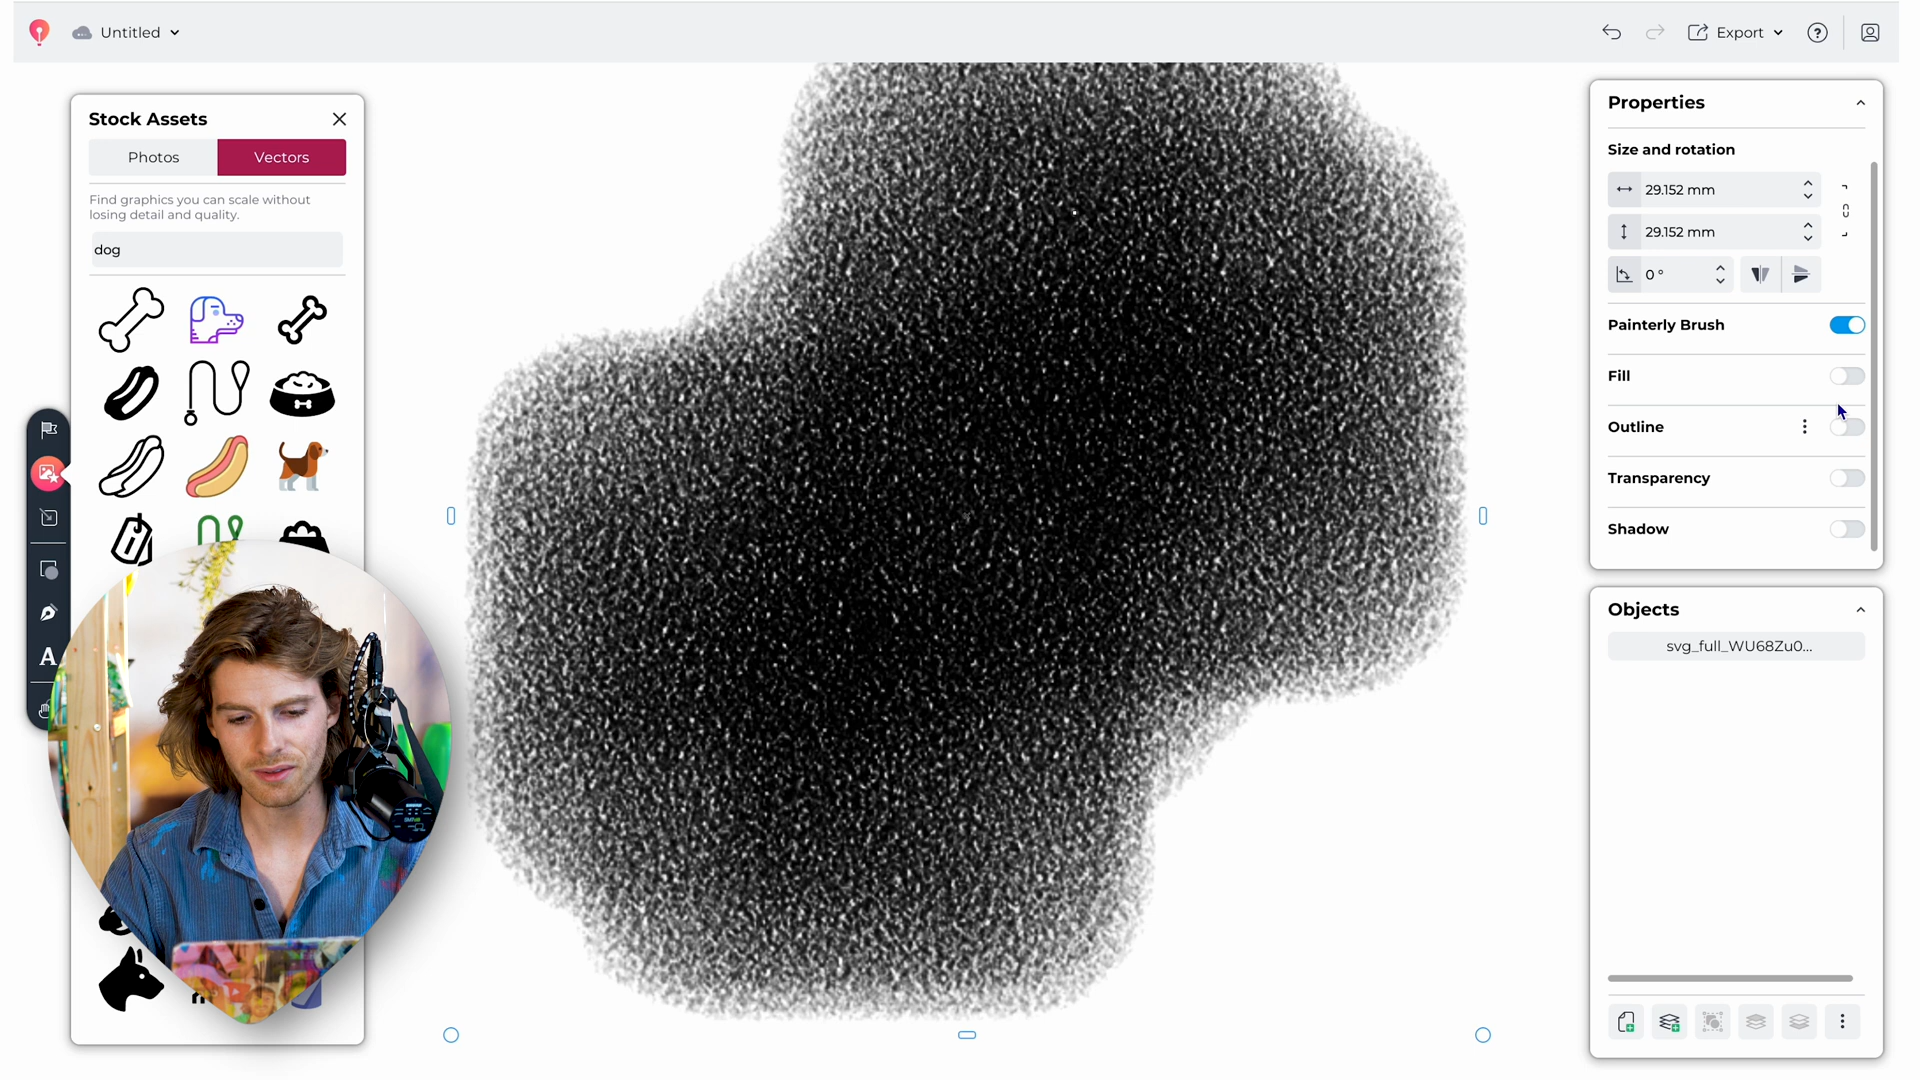 Untitled
Export
Stock Assets
Photos
Vectors
Find graphics you can scale without
losing detail and quality.
dog
A
Properties
Size and rotation
29.152 mm
29.152 mm
0 °
Painterly Brush
Fill
Outline
Transparency
Shadow
Objects
svg_full_WU68Zu0...